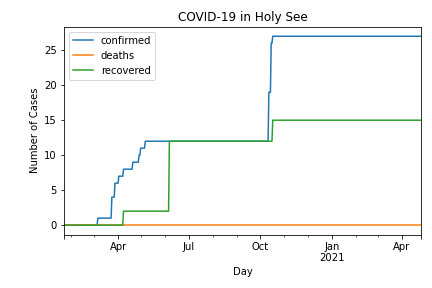 COVID-19 in Holy See
confirmed
deaths
recovered
Number of Cases
25
20
15
10
5
0
Apr
Jul
Oct
Jan
2021
Apr
Day